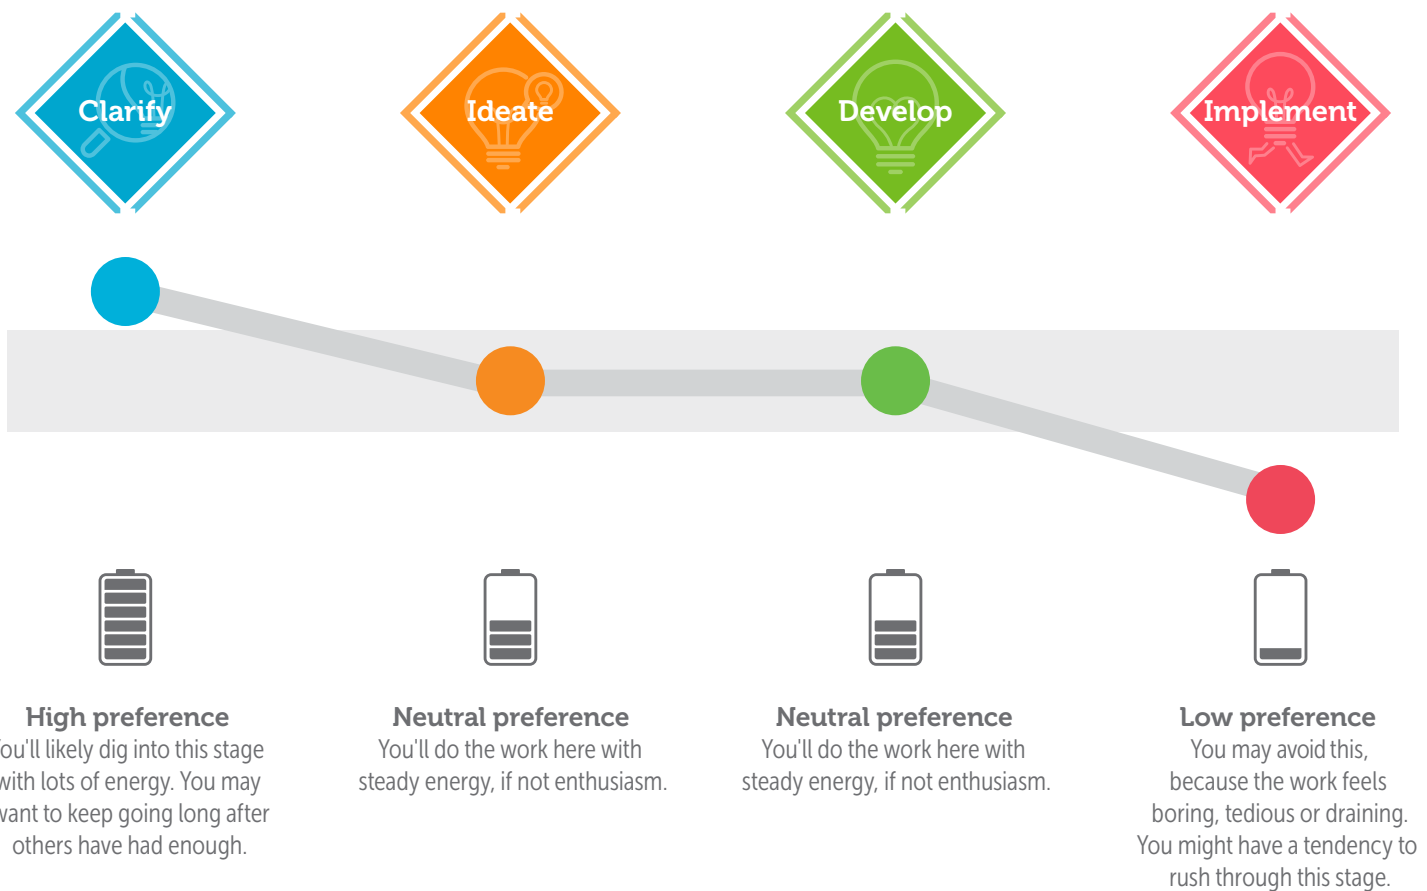 Clarify
Ideate
Develop
Implement
High preference
You'll likely dig into this stage
with lots of energy. You may
want to keep going long after
others have had enough.
Neutral preference
You'll do the work here with
steady energy, if not enthusiasm.
Neutral preference
You'll do the work here with
steady energy, if not enthusiasm.
Low preference
You may avoid this,
because the work feels
boring, tedious or draining.
You might have a tendency to
rush through this stage.